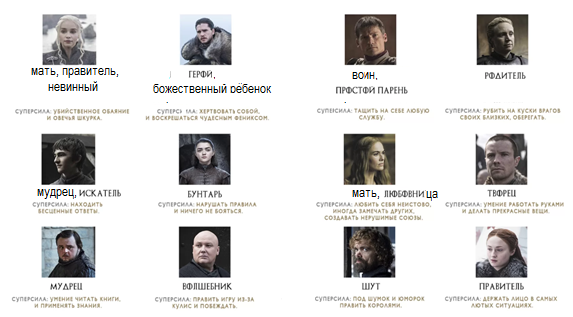 мать, правитель,
невинный
СУПЕРСИЛА: УБИЙСТВЕННОЕ ОБАЯНИЕ
И ОВЕЧЬЯ ШКУРКА.
ГЕРОЙ,
божественный ребенок
СУПЕРСИЛА: ЖЕРТВОВАТЬ СОБОЙ,
И ВОСКРЕШАТЬСЯ ЧУДЕСНЫМ ФЕНИКСОМ.
воин,
ПРОСТОЙ ПАРЕНЬ
СУПЕРСИЛА: ТАЩИТЬ НА СЕБЕ ЛЮБУЮ
СЛУЖБУ.
РОДИТЕЛЬ
СУПЕРСИЛА: РУБИТЬ НА КУСКИ ВРАГОВ
СВОИХ БЛИЗКИХ, ОБЕРЕГАТЬ.
мудрец, ИСКАТЕЛЬ
СУПЕРСИЛА: НАХОДИТЬ
БЕСЦЕННЫЕ ОТВЕТЫ.
БУНТАРЬ
СУПЕРСИЛА: НАРУШАТЬ ПРАВИЛА
И НИЧЕГО НЕ БОЯТЬСЯ.
мать, ЛЮБОВНИца
СУПЕРСИЛА: ЛЮБИТЬ СЕБЯ НЕИСТОВО,
ИНОГДА ЗАМЕЧАТЬ ДРУГИХ,
СОЗДАВАТЬ НЕРУШИМЫЕ СОЮЗЫ.
ТВОРЕЦ
СУПЕРСИЛА: УМЕНИЕ РАБОТАТЬ РУКАМИ
И ДЕЛАТЬ ПРЕКРАСНЫЕ ВЕЩИ.
МУДРЕЦ
СУПЕРСИЛА: УМЕНИЕ ЧИТАТЬ КНИГИ,
И ПРИМЕНЯТЬ ЗНАНИЯ.
ВОЛШЕБНИК
СУПЕРСИЛА: ПРАВИТЬ ИГРУ ИЗ-ЗА
КУЛИС И ПОБЕЖДАТЬ.
ШУТ
СУПЕРСИЛА: ПОД ШУМОК И ЮМОРОК
ПРАВИТЬ КОРОЛЯМИ.
ПРАВИТЕЛЬ
СУПЕРСИЛА: ДЕРЖАТЬ ЛИЦО В САМЫХ
ЛЮТЫХ СИТУАЦИЯХ.